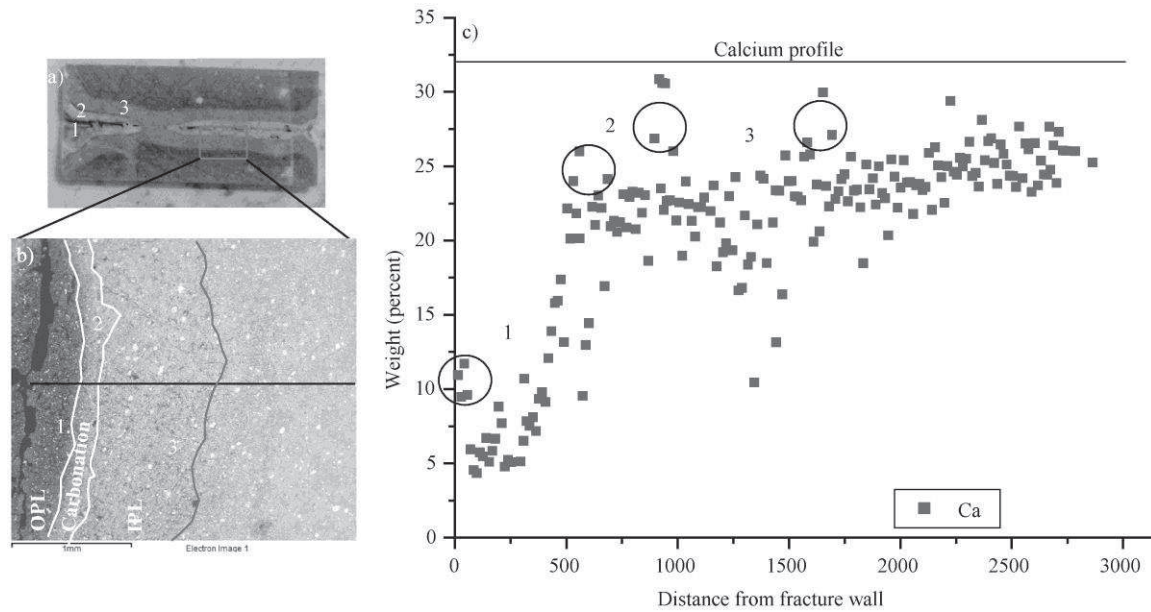 a)
2
3
1
b)
2
1
3
OPL
Carbonation
IPL
1mm
Electron Image 1
c)
Calcium profile
35
30
25
20
15
10
5
0
Weight (percent)
1
2
3
Ca
0
500
1000
1500
2000
2500
3000
Distance from fracture wall